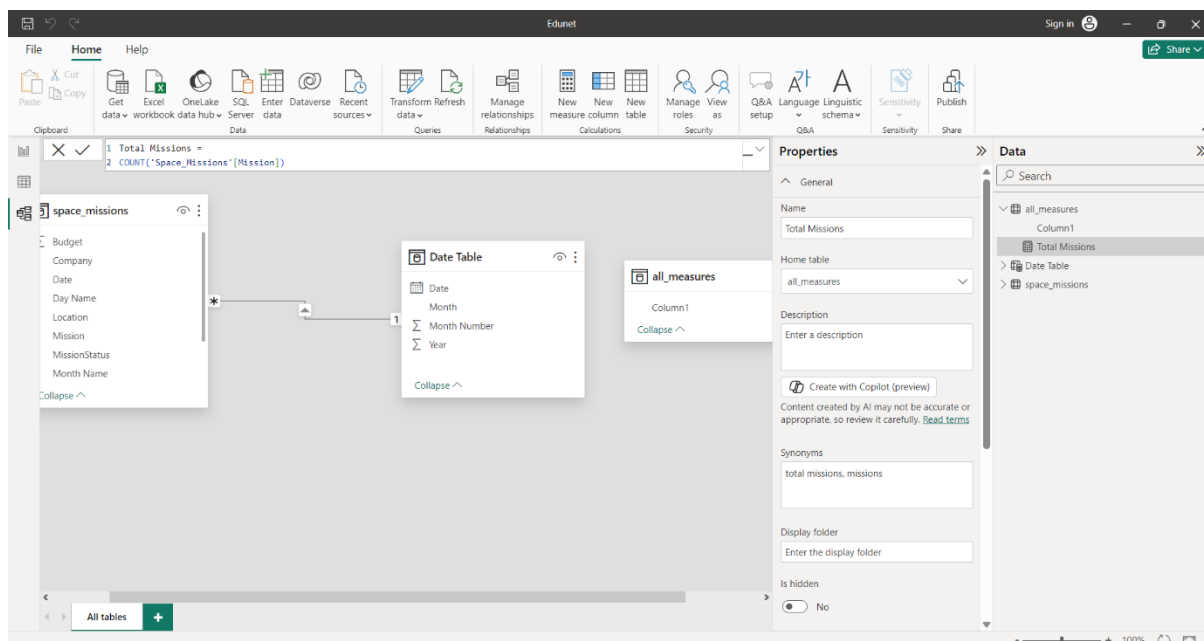 Edunet
Sign in
File Home Help
Share
Paste
Cut
Copy
Get data
Excel workbook
OneLake data hub
SQL Server
Enter data
Dataverse
Recent sources
Transform data
Refresh
Manage relationships
New measure
New column
New table
Manage roles
View as
Q&A setup
Language
Linguistic schema
Sensitivity
Publish
Clipboard
Data
Queries
Relationships
Calculations
Security
Q&A
Sensitivity
Share
1 Total Missions =
2 COUNT('Space_Missions'[Mission])
space_missions
Budget
Company
Date
Day Name
Location
Mission
MissionStatus
Month Name
Collapse
*
1
Date Table
Date
Month
Month Number
Year
Collapse
all_measures
Column1
Collapse
Properties
General
Name
Total Missions
Home table
all_measures
Description
Enter a description
Create with Copilot (preview)
Content created by AI may not be accurate or
appropriate, so review it carefully. Read terms
Synonyms
total missions, missions
Display folder
Enter the display folder
Is hidden
No
Data
Search
all_measures
Column1
Total Missions
Date Table
space_missions
All tables
+
100%